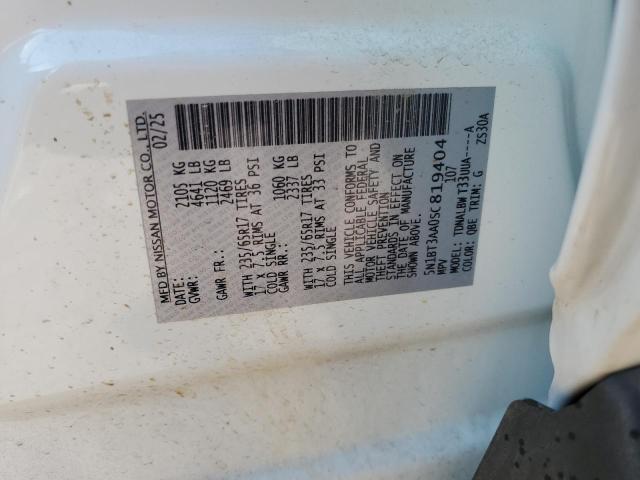 MFD BY NISSAN MOTOR CO., LTD.
DATE: 02/25
GVWR: 2105 KG
4641 LB
GAWR FR: 1120 KG
2469 LB
WITH 235/65R17 TIRES
17 X 7.5 RIMS AT 36 PSI
COLD SINGLE
GAWR RR: 1060 KG
2337 LB
WITH 235/65R17 TIRES
17 X 7.5 RIMS AT 33 PSI
COLD SINGLE
THIS VEHICLE CONFORMS TO
ALL APPLICABLE FEDERAL
MOTOR VEHICLE SAFETY AND
THEFT PREVENTION
STANDARDS IN EFFECT ON
THE DATE OF MANUFACTURE
SHOWN ABOVE.
5N1BT3AA0SC819404
MPV 107
MODEL: TDNALBW T33UUA-----A
COLOR: QBE TRIM: G ZS30A